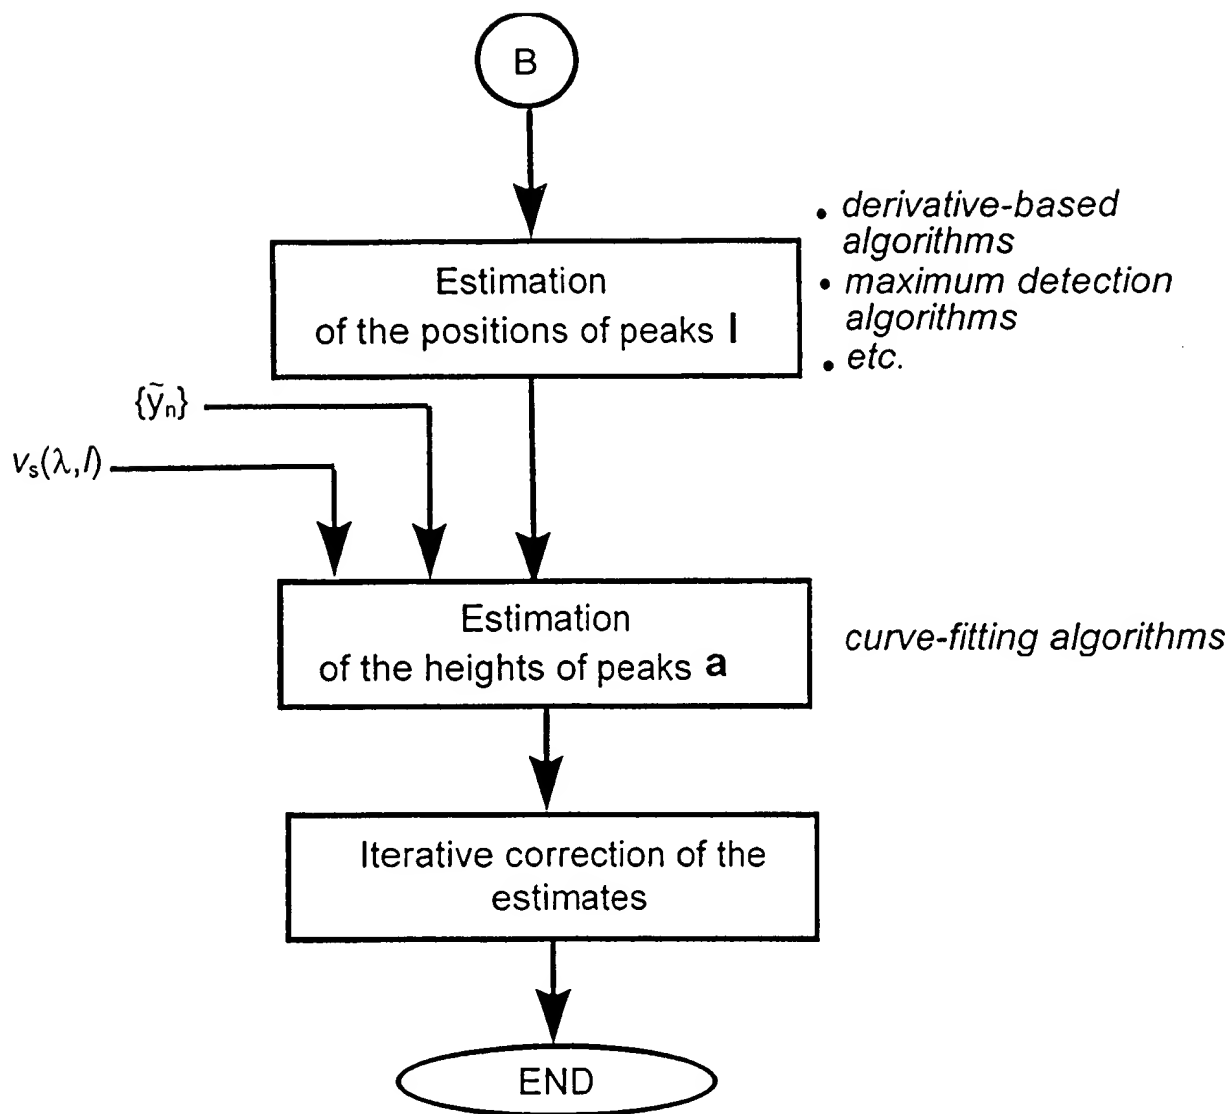 B
• derivative-based
algorithms
• maximum detection
algorithms
• etc.
Estimation
of the positions of peaks l
{ỹₙ}
vₛ(λ,l)
Estimation
of the heights of peaks a
curve-fitting algorithms
Iterative correction of the
estimates
END